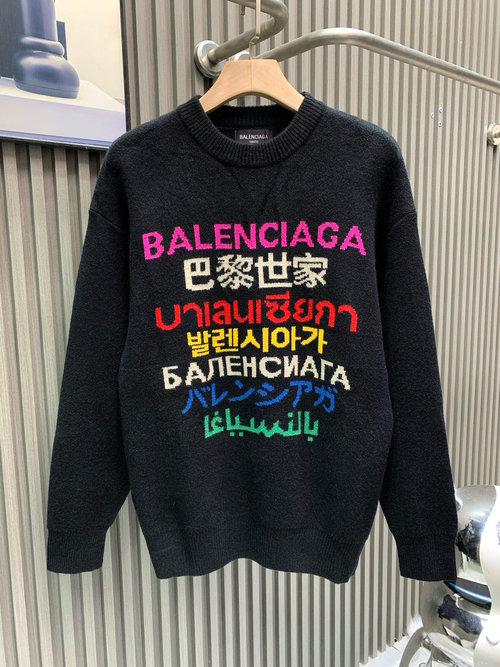 BALENCIAGA
BALENCIAGA
巴黎世家
บาเลนเซียกา
발렌시아가
БАЛЕНСИАГА
バレンシアガ
بالنسياغا